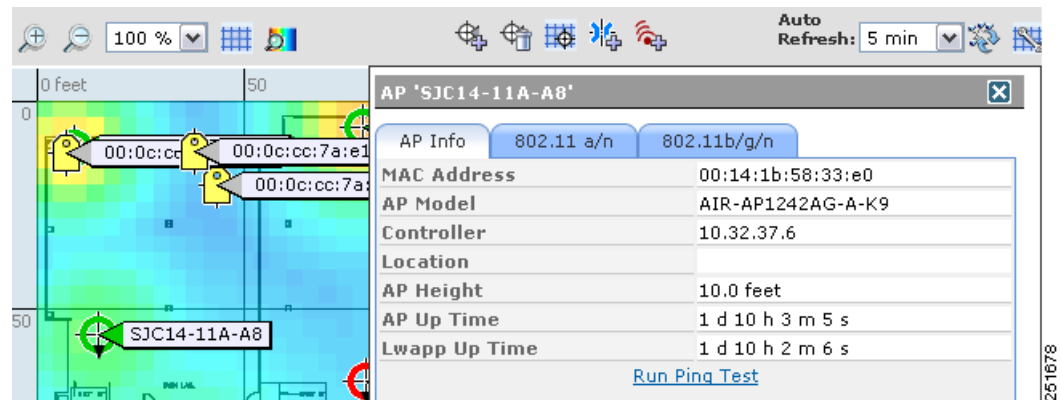 100 %
Auto
Refresh: 5 min
0 feet
50
0
AP 'SJC14-11A-A8'
AP Info
802.11 a/n
802.11b/g/n
00:0c:cc
00:0c:cc:7a:e1
00:0c:cc:7a:
MAC Address 00:14:1b:58:33:e0
AP Model AIR-AP1242AG-A-K9
Controller 10.32.37.6
Location
AP Height 10.0 feet
50
SJC14-11A-A8
AP Up Time 1 d 10 h 3 m 5 s
Lwapp Up Time 1 d 10 h 2 m 6 s
Run Ping Test
251678